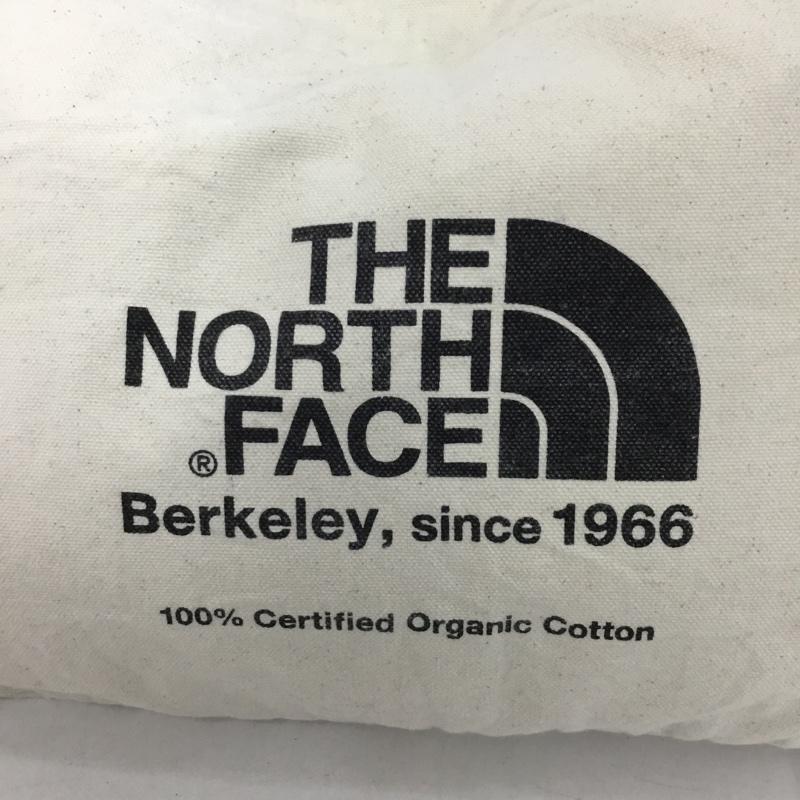 THE
NORTH
® FACE
Berkeley, since 1966
100% Certified Organic Cotton